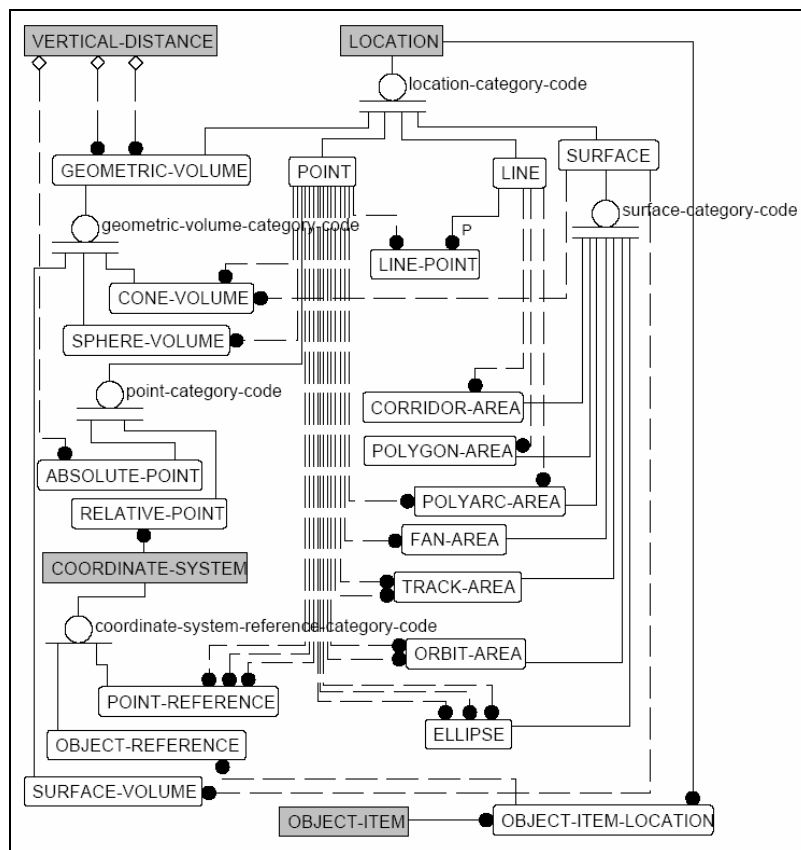 VERTICAL-DISTANCE
LOCATION
location-category-code
GEOMETRIC-VOLUME
POINT
LINE
SURFACE
geometric-volume-category-code
surface-category-code
P
LINE-POINT
CONE-VOLUME
SPHERE-VOLUME
point-category-code
CORRIDOR-AREA
POLYGON-AREA
ABSOLUTE-POINT
POLYARC-AREA
RELATIVE-POINT
FAN-AREA
COORDINATE-SYSTEM
TRACK-AREA
coordinate-system-reference-category-code
ORBIT-AREA
POINT-REFERENCE
ELLIPSE
OBJECT-REFERENCE
SURFACE-VOLUME
OBJECT-ITEM
OBJECT-ITEM-LOCATION